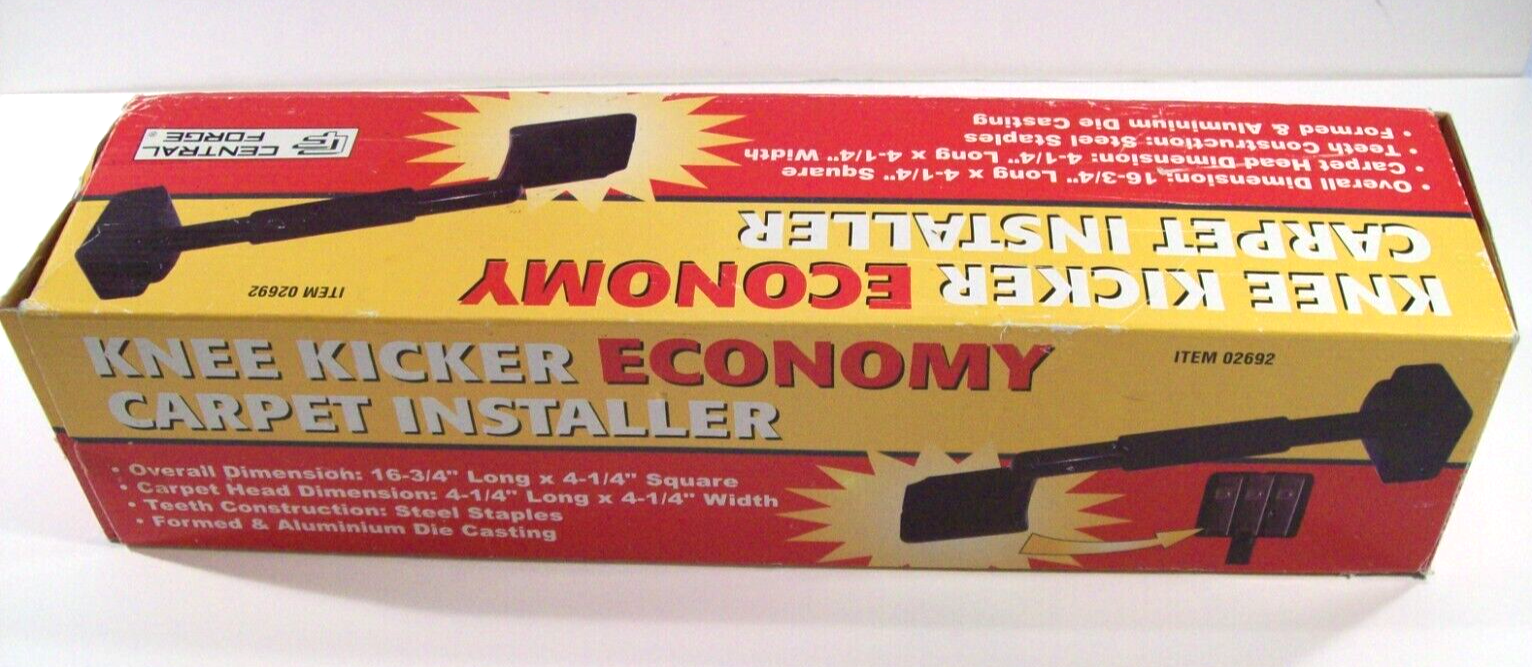 CENTRAL
FORGE®
• Overall Dimension: 16-3/4" Long x 4-1/4" Square
• Carpet Head Dimension: 4-1/4" Long x 4-1/4" Width
• Teeth Construction: Steel Staples
• Formed & Aluminium Die Casting
KNEE KICKER ECONOMY
CARPET INSTALLER
ITEM 02692
KNEE KICKER ECONOMY
CARPET INSTALLER
ITEM 02692
• Overall Dimension: 16-3/4" Long x 4-1/4" Square
• Carpet Head Dimension: 4-1/4" Long x 4-1/4" Width
• Teeth Construction: Steel Staples
• Formed & Aluminium Die Casting